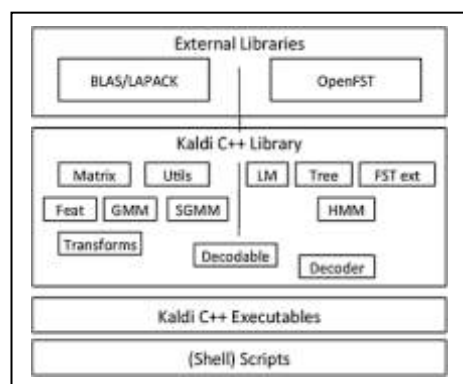 External Libraries
BLAS/LAPACK OpenFST
Kaldi C++ Library
Matrix Utils LM Tree FST ext
Feat GMM SGMM HMM
Transforms
Decodable
Decoder
Kaldi C++ Executables
(Shell) Scripts